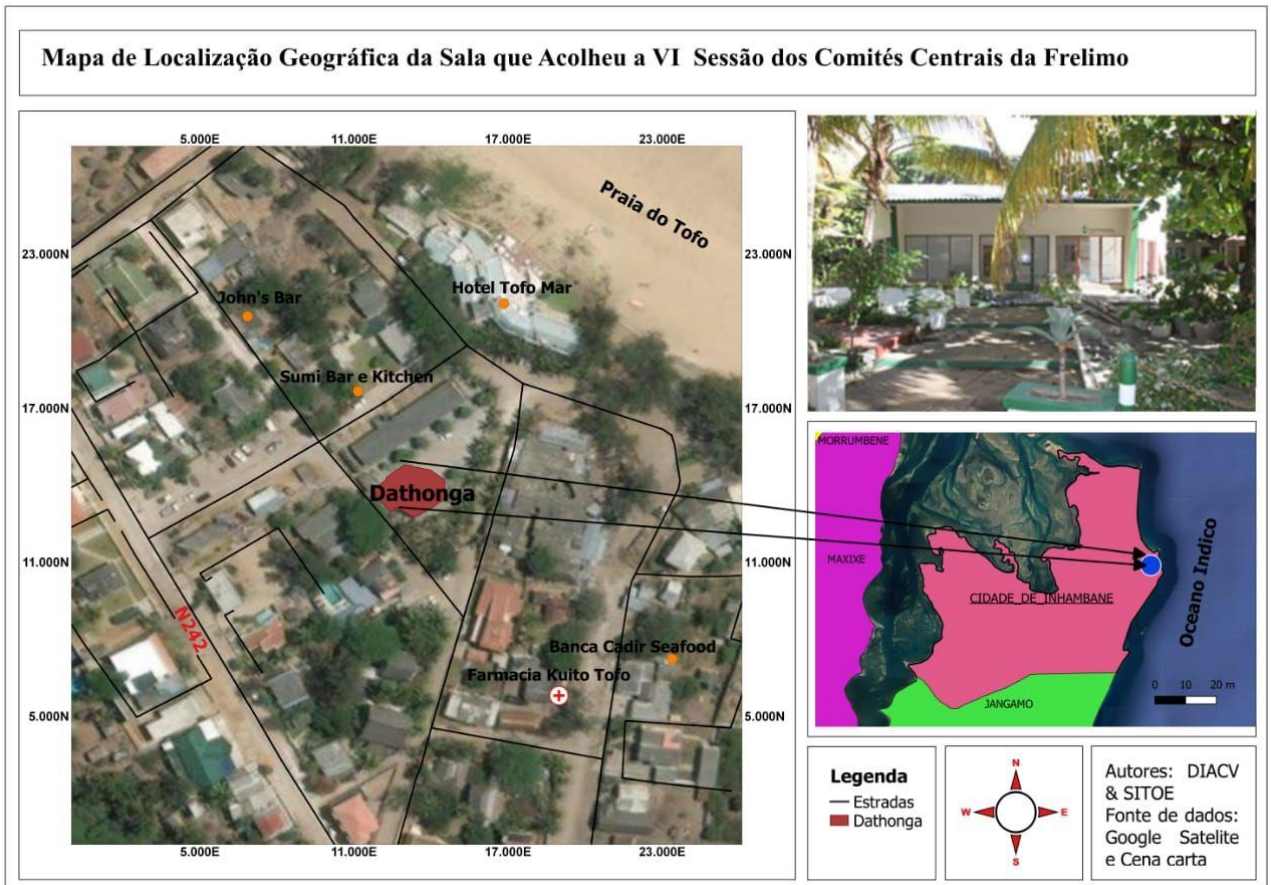 Mapa de Localização Geográfica da Sala que Acolheu a VI Sessão dos Comités Centrais da Frelimo
5.000E 11.000E 17.000E 23.000E
23.000N
17.000N
11.000N
5.000N
Praia do Tofo
John's Bar
Hotel Tofo Mar
Sumi Bar e Kitchen
Dathonga
N242
Banca Cadir Seafood
Farmacia Kuito Tofo
23.000N
17.000N
11.000N
5.000N
5.000E 11.000E 17.000E 23.000E
MORRUMBENE
MAXIXE
CIDADE_DE_INHAMBANE
Oceano Indico
JANGAMO
0 10 20 m
Legenda
Estradas
Dathonga
N
W E
S
Autores: DIACV
& SITOE
Fonte de dados:
Google Satelite
e Cena carta